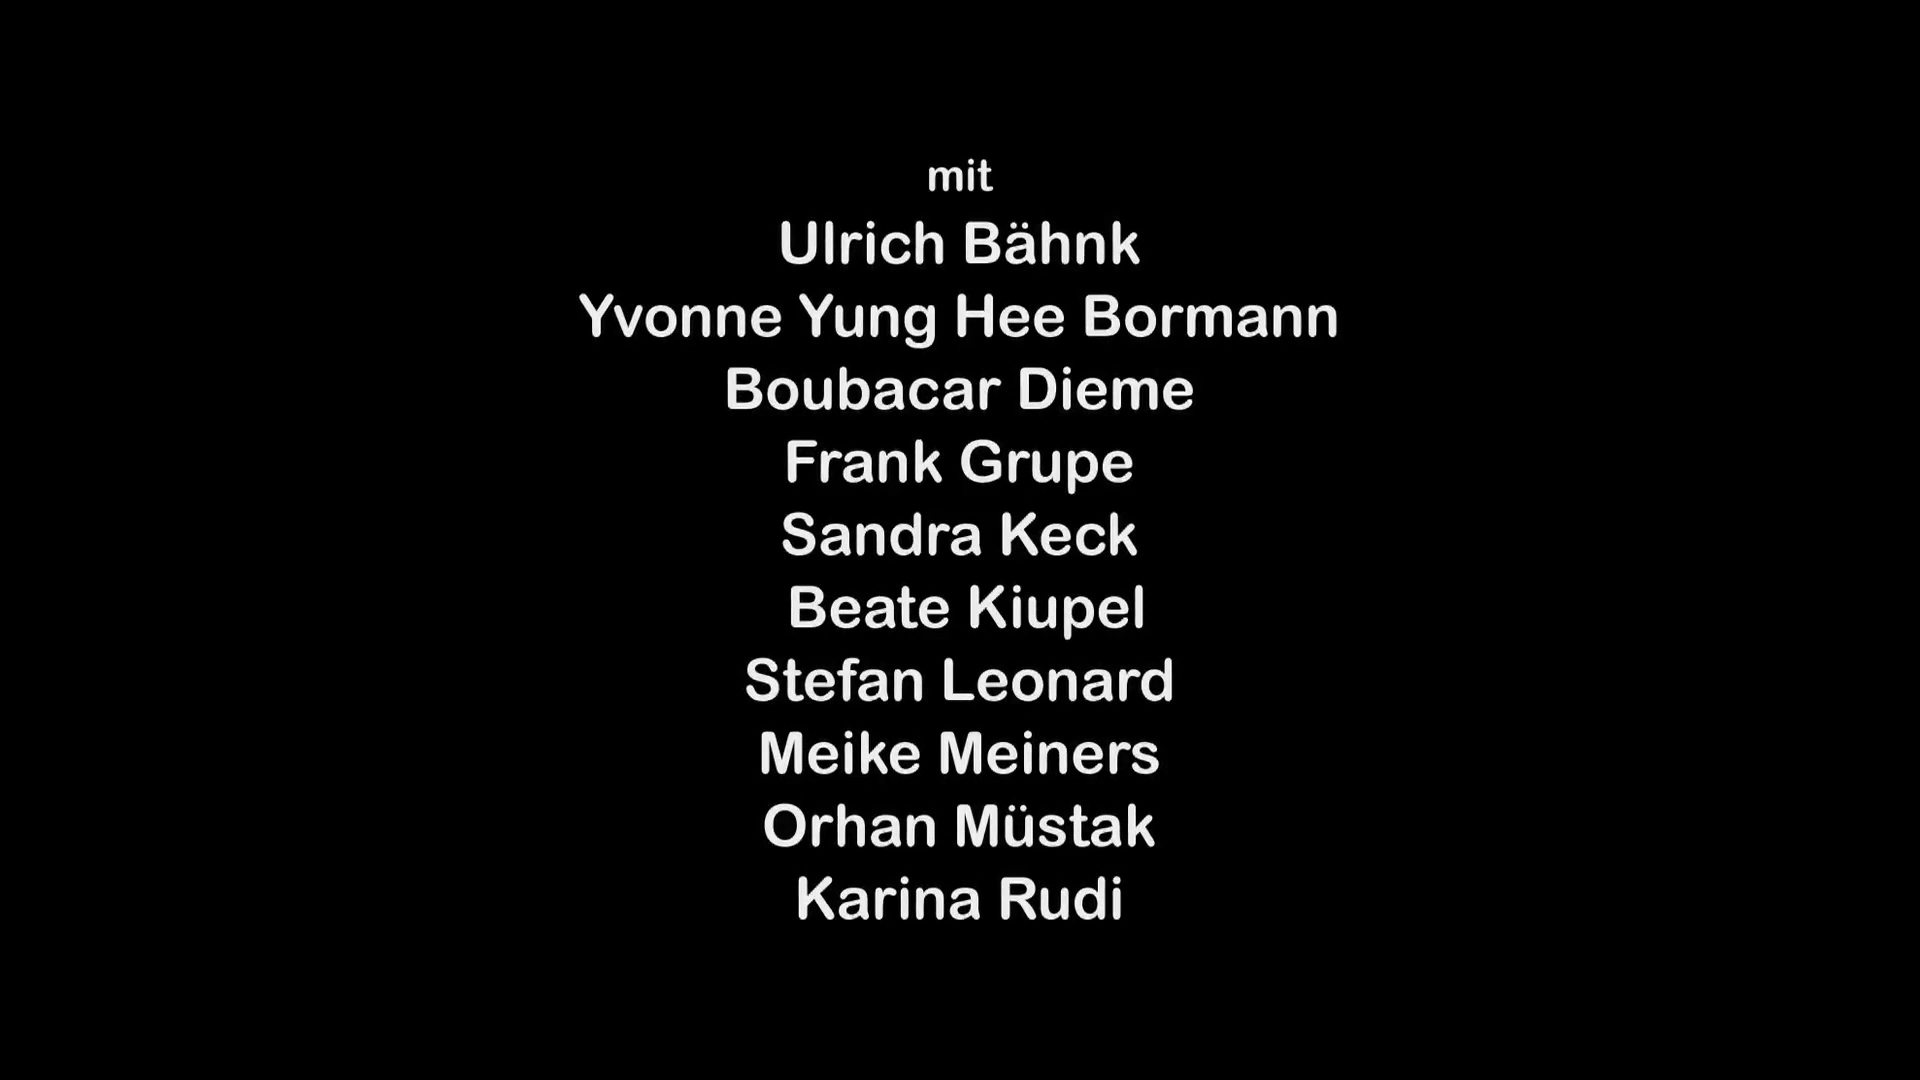 mit
Ulrich Bähnk
Yvonne Yung Hee Bormann
Boubacar Dieme
Frank Grupe
Sandra Keck
Beate Kiupel
Stefan Leonard
Meike Meiners
Orhan Müstak
Karina Rudi